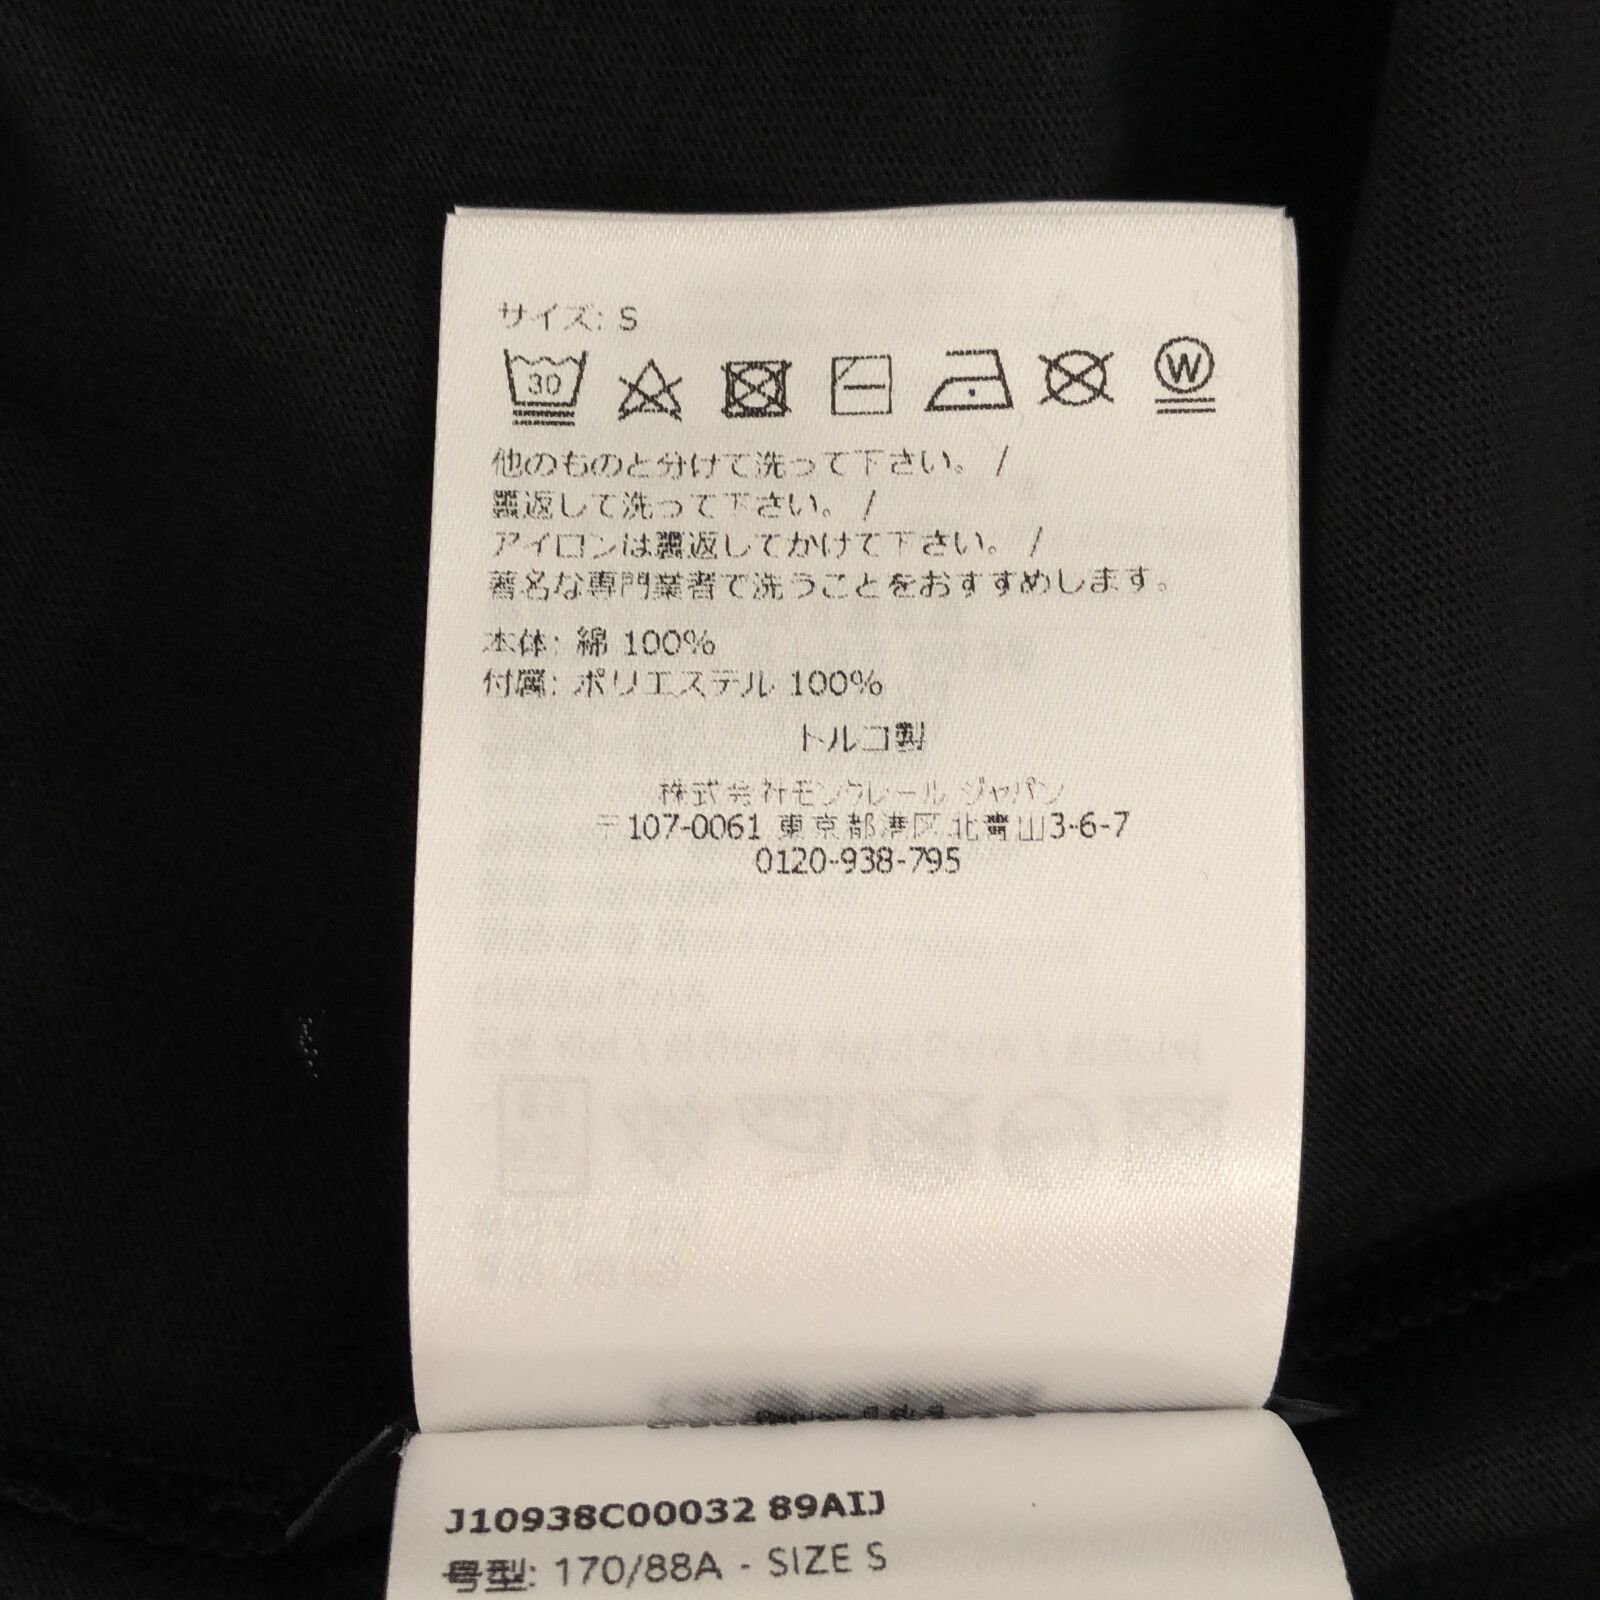 サイズ: S
30
W
他のものと分けて洗って下さい。 /
裏返して洗って下さい。 /
アイロンは裏返してかけて下さい。 /
著名な専門業者で洗うことをおすすめします。
本体: 綿 100%
付属: ポリエステル 100%
トルコ製
株式会社モンクレール ジャパン
〒107-0061 東京都港区北青山3-6-7
0120-938-795
J10938C00032 89AIJ
号型: 170/88A - SIZE S